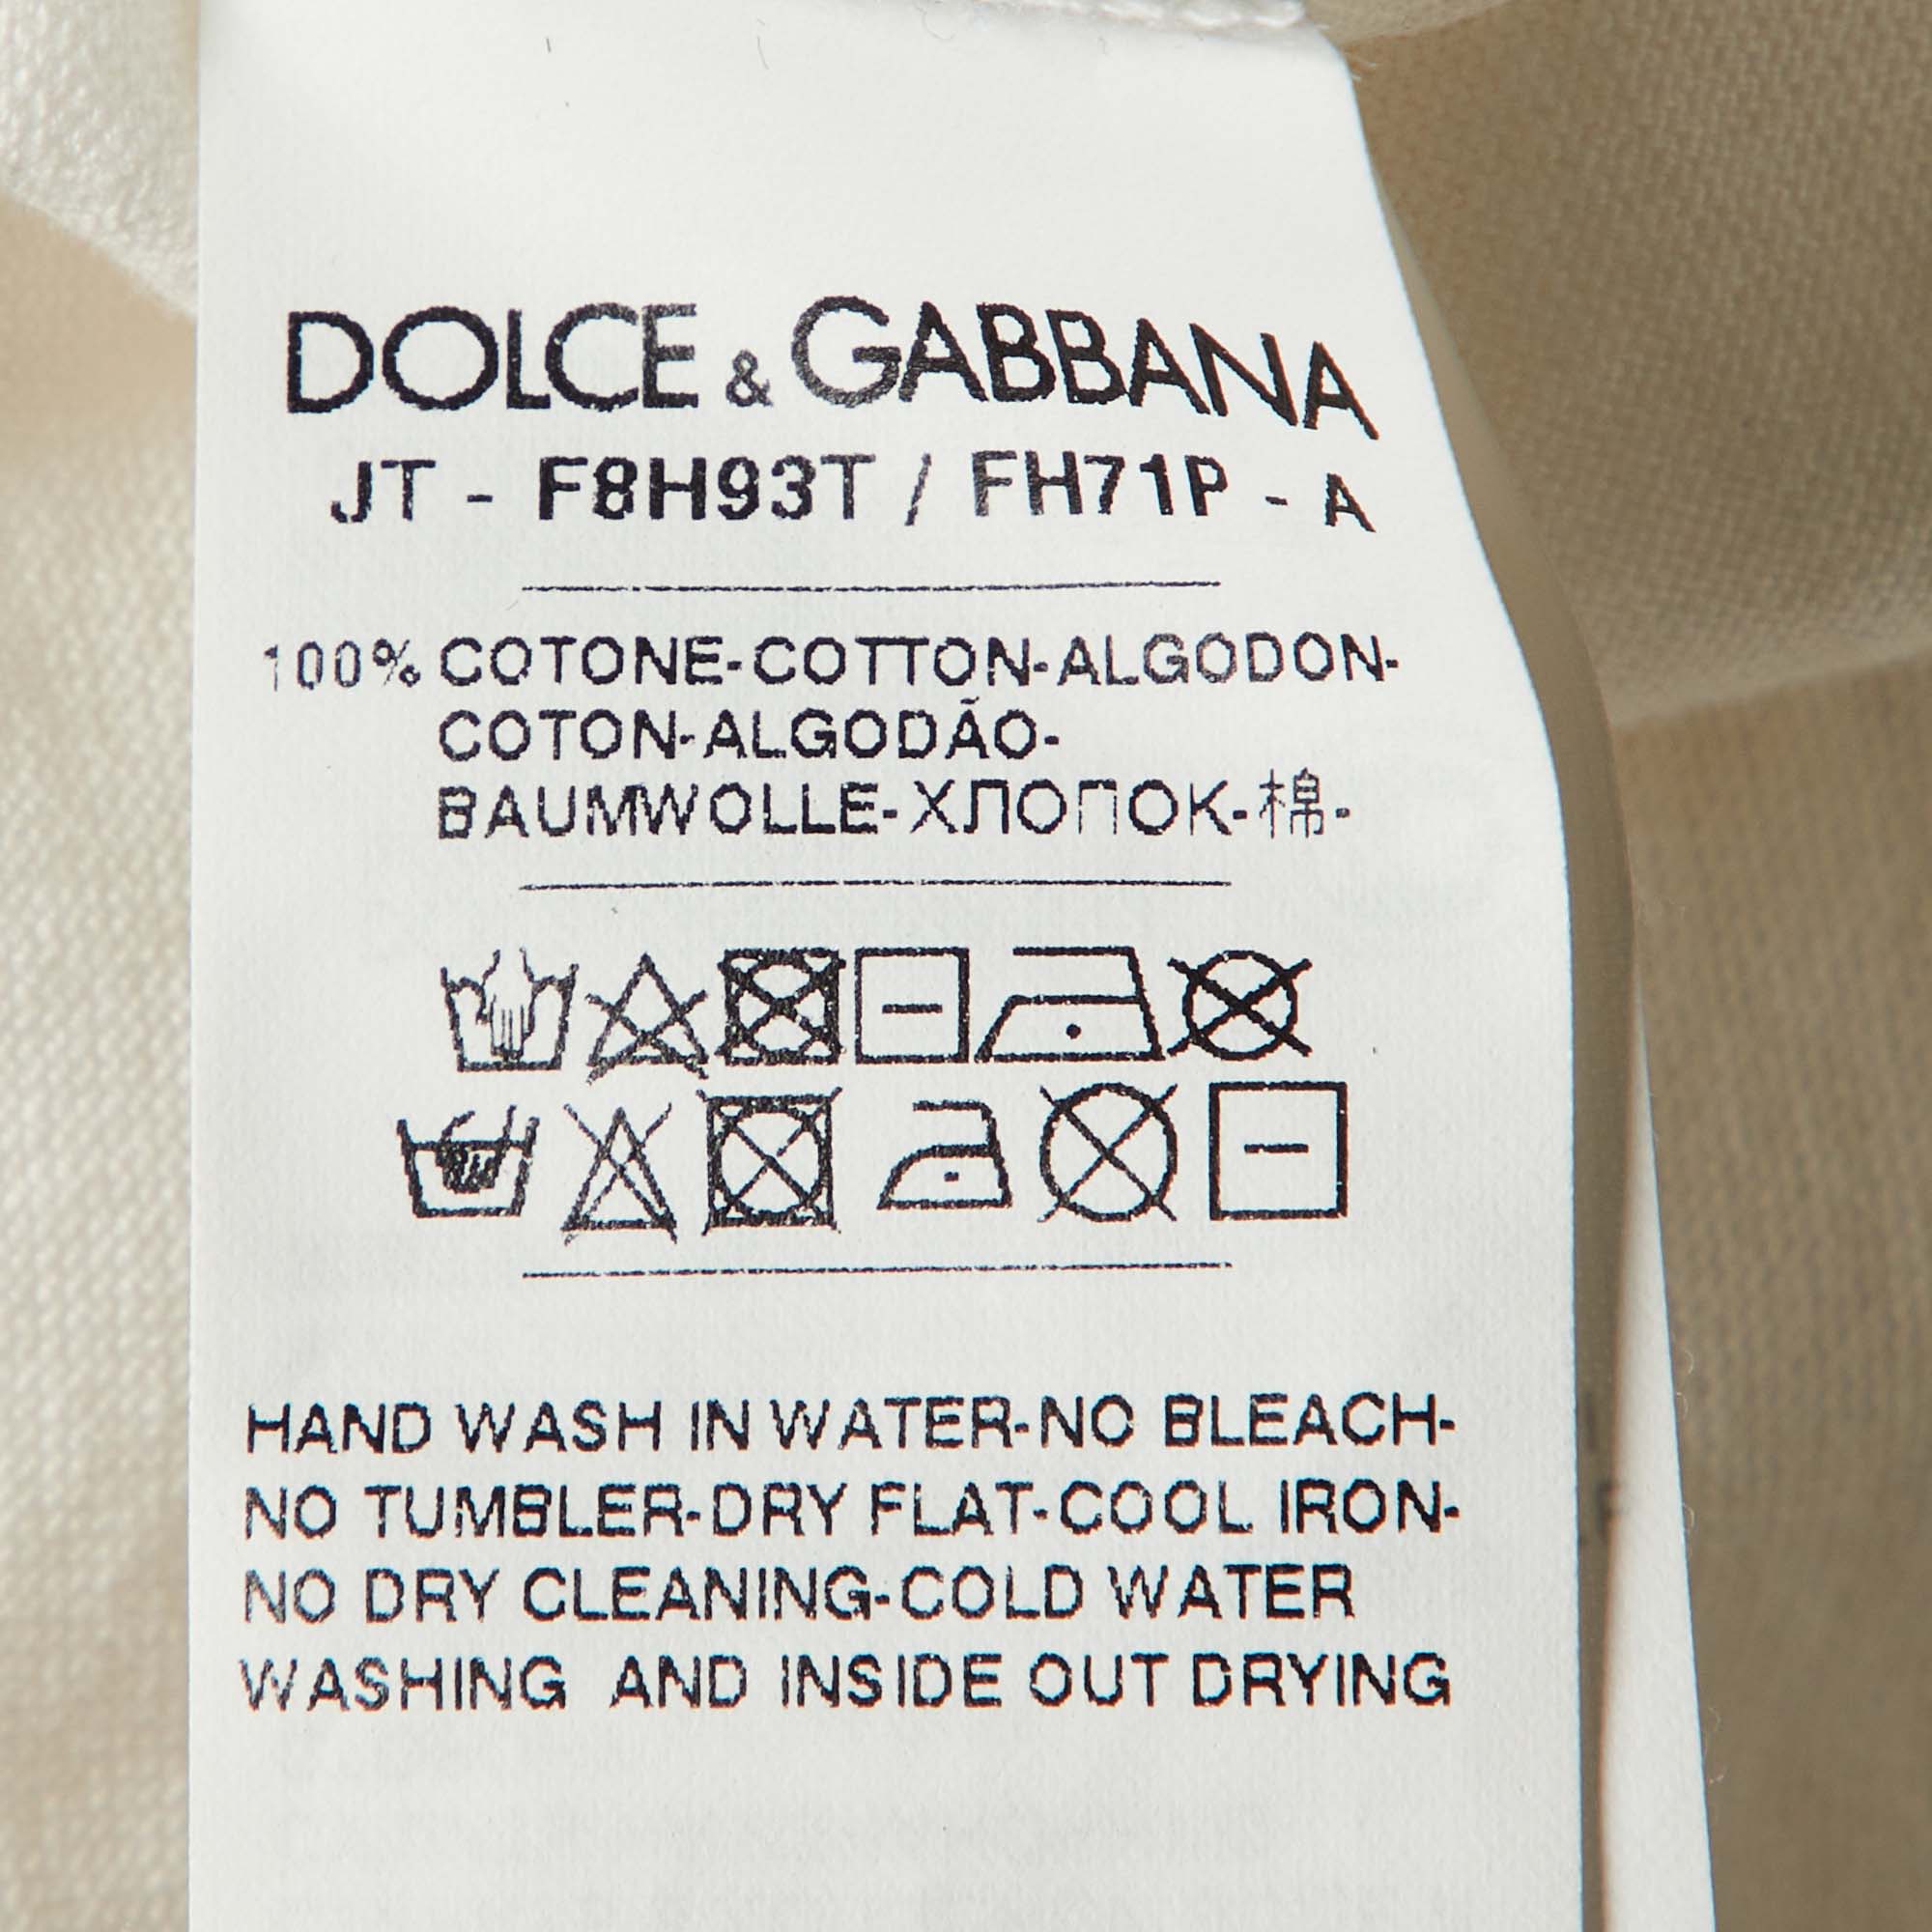 DOLCE & GABBANA
JT - F8H93T / FH71P - A
100% COTONE-COTTON-ALGODON-
COTON-ALGODÃO-
BAUMWOLLE-ХЛОПОК-棉-
HAND WASH IN WATER-NO BLEACH-
NO TUMBLER-DRY FLAT-COOL IRON-
NO DRY CLEANING-COLD WATER
WASHING AND INSIDE OUT DRYING